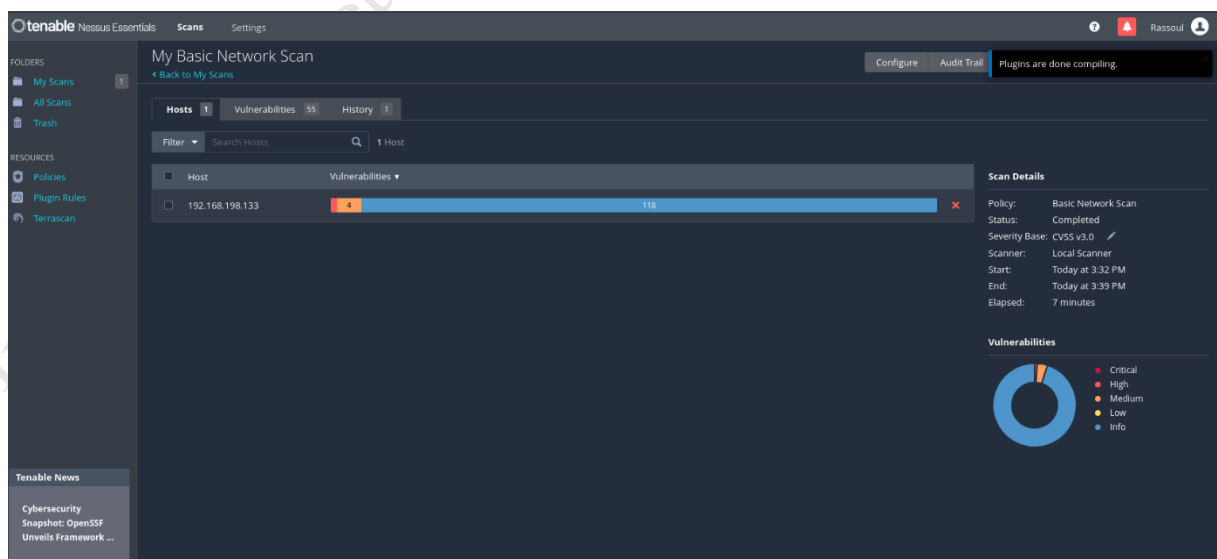 tenable Nessus Essentials Scans Settings Rassoul
FOLDERS
My Scans 1
All Scans
Trash
RESOURCES
Policies
Plugin Rules
Terrascan
Tenable News
Cybersecurity
Snapshot: OpenSSF
Unveils Framework ...
My Basic Network Scan
Back to My Scans
Configure Audit Trail
Plugins are done compiling.
Hosts 1 Vulnerabilities 55 History 1
Filter Search Hosts 1 Host
Host Vulnerabilities
192.168.198.133 4 118
Scan Details
Policy: Basic Network Scan
Status: Completed
Severity Base: CVSS v3.0
Scanner: Local Scanner
Start: Today at 3:32 PM
End: Today at 3:39 PM
Elapsed: 7 minutes
Vulnerabilities
Critical
High
Medium
Low
Info